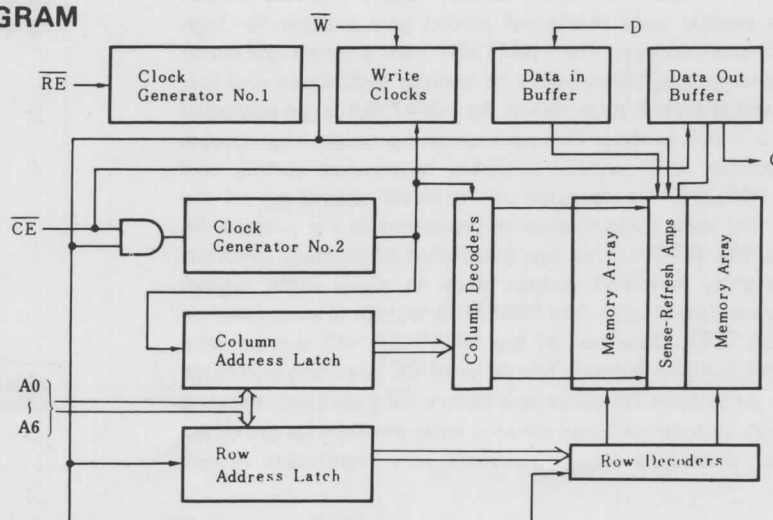 GRAM
W
D
RE
Clock
Generator No.1
Write
Clocks
Data in
Buffer
Data Out
Buffer
CE
Clock
Generator No.2
Column Decoders
Memory Array
Sense-Refresh Amps
Memory Array
Column
Address Latch
A0
~
A6
Row
Address Latch
Row Decoders